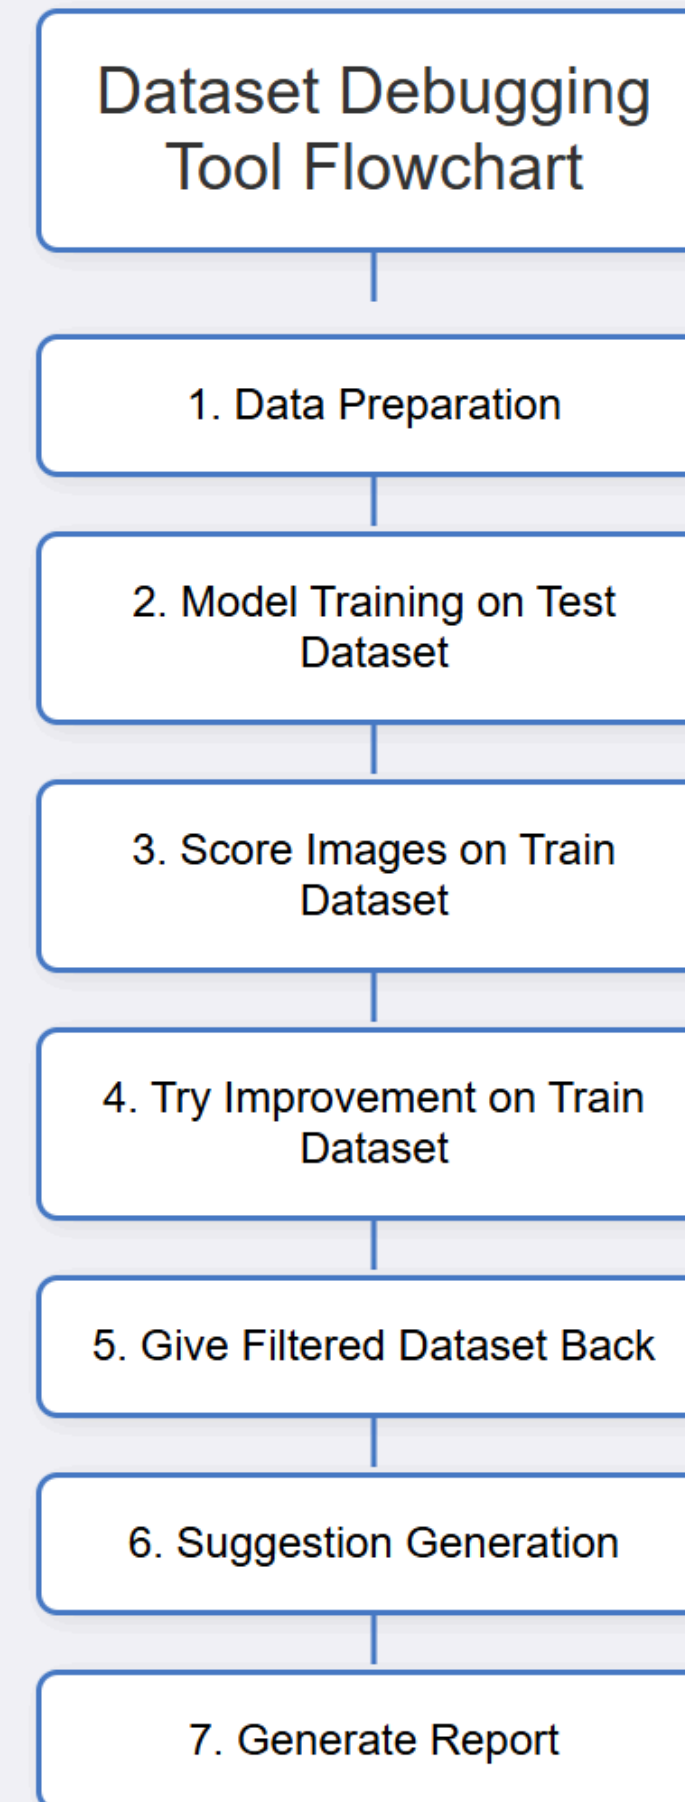 Dataset Debugging
Tool Flowchart
1. Data Preparation
2. Model Training on Test
Dataset
3. Score Images on Train
Dataset
4. Try Improvement on Train
Dataset
5. Give Filtered Dataset Back
6. Suggestion Generation
7. Generate Report